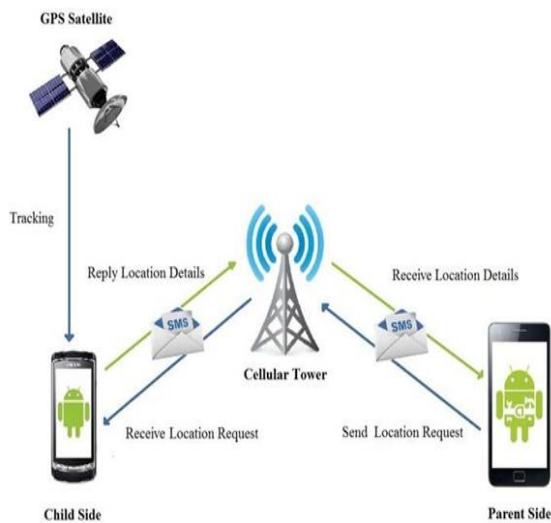 GPS Satellite
Tracking
Reply Location Details
Receive Location Details
SMS
SMS
Cellular Tower
Receive Location Request
Send Location Request
Child Side
Parent Side